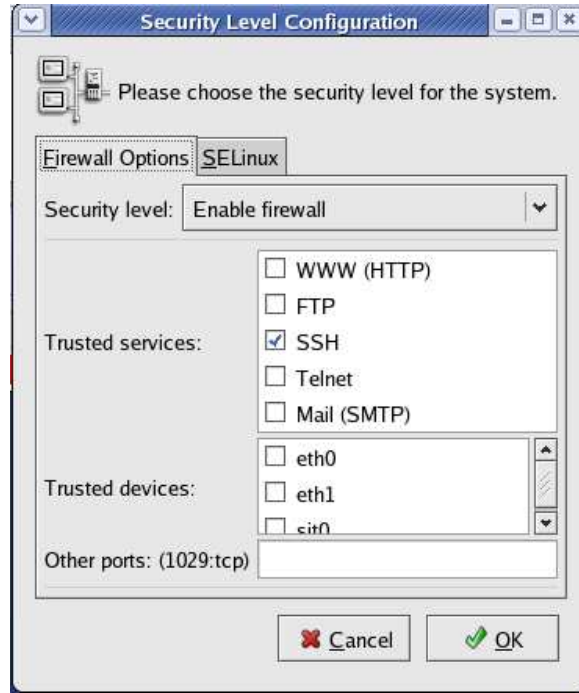 Security Level Configuration
Please choose the security level for the system.
Firewall Options SELinux
Security level: Enable firewall
WWW (HTTP)
FTP
Trusted services: SSH
Telnet
Mail (SMTP)
eth0
Trusted devices: eth1
sit0
Other ports: (1029:tcp)
Cancel OK